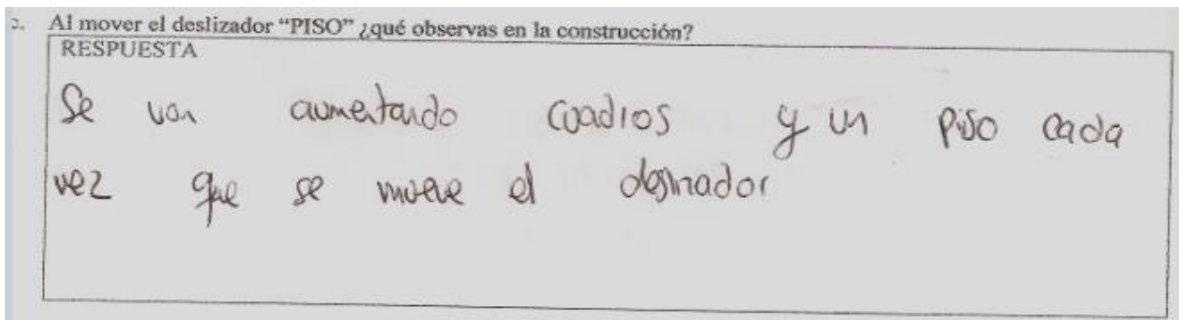 c. Al mover el deslizador “PISO” ¿qué observas en la construcción?
RESPUESTA
Se van aumentando cuadros y un piso cada
vez que se mueve el